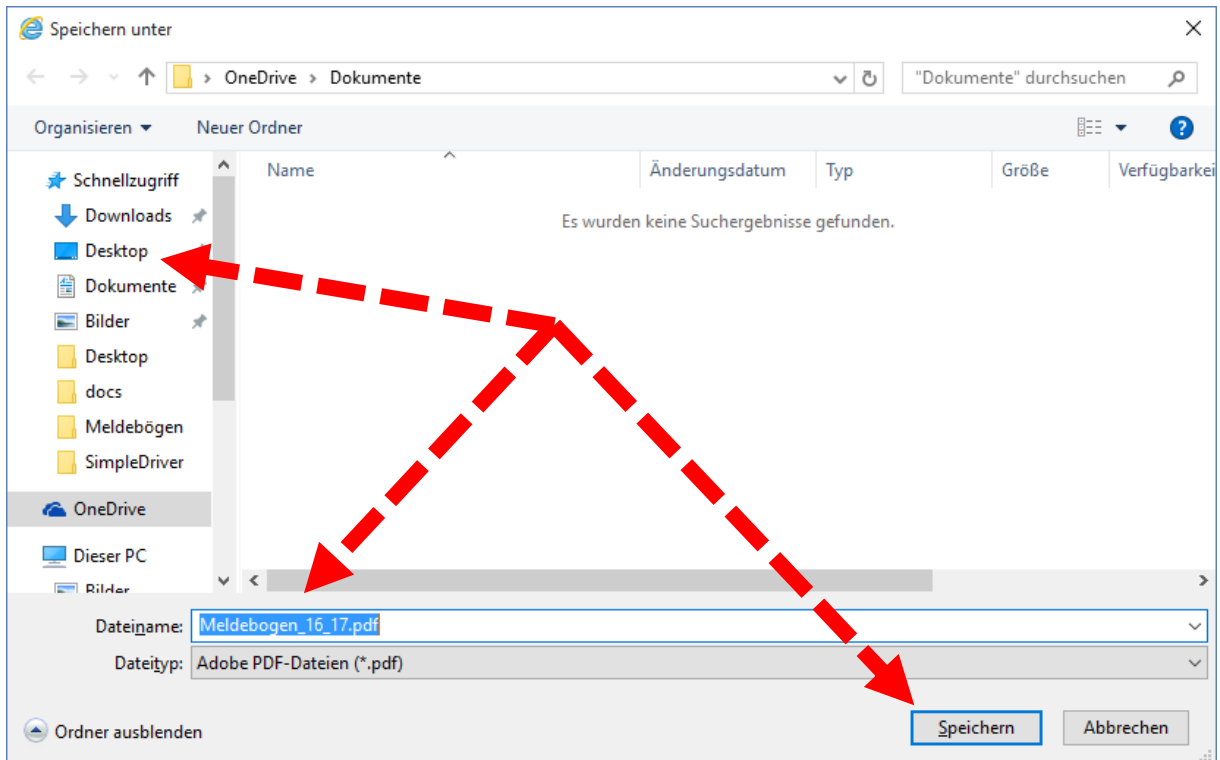 Speichern unter
OneDrive › Dokumente
"Dokumente" durchsuchen
Organisieren
Neuer Ordner
Name
Änderungsdatum
Typ
Größe
Verfügbarkei
Es wurden keine Suchergebnisse gefunden.
Schnellzugriff
Downloads
Desktop
Dokumente
Bilder
Desktop
docs
Meldebögen
SimpleDriver
OneDrive
Dieser PC
Bilder
Dateiname: Meldebogen_16_17.pdf
Dateityp: Adobe PDF-Dateien (*.pdf)
Ordner ausblenden
Speichern
Abbrechen